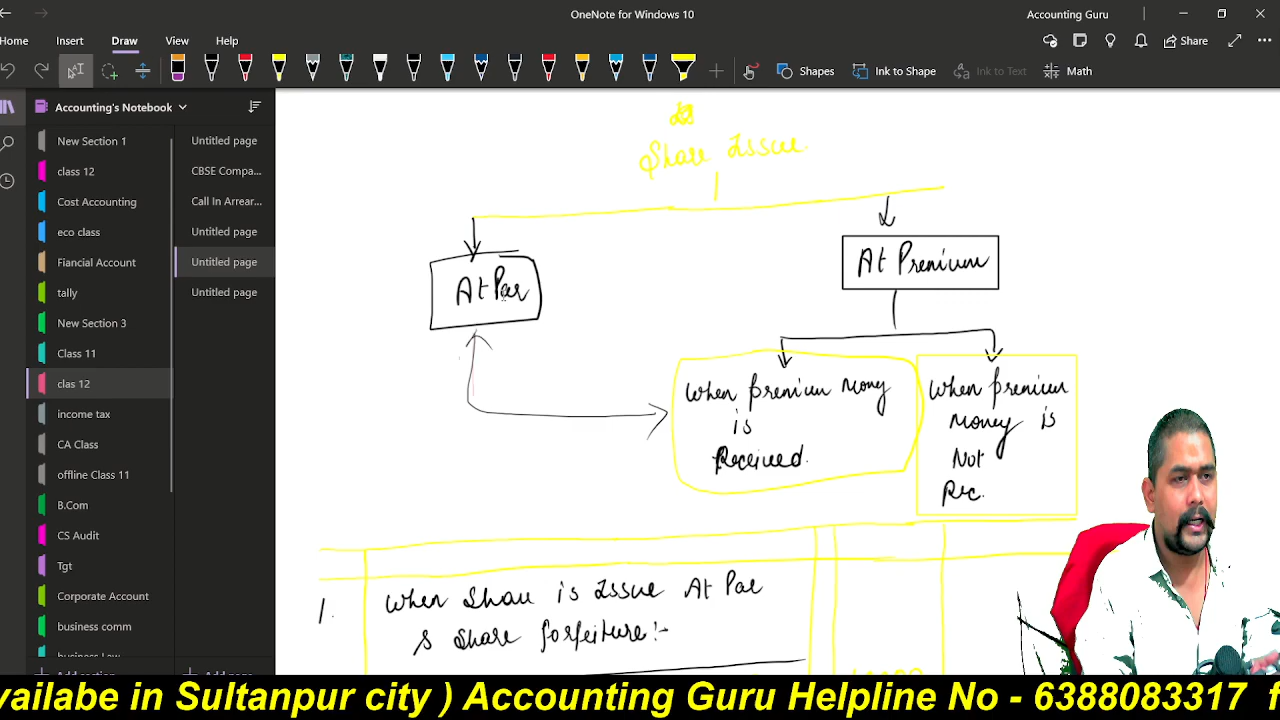 OneNote for Windows 10
Accounting Guru
Home Insert Draw View Help
Share
Shapes Ink to Shape Ink to Text Math
Accounting's Notebook
New Section 1
class 12
Cost Accounting
eco class
Fiancial Account
tally
New Section 3
Class 11
clas 12
income tax
CA Class
offline Class 11
B.Com
CS Audit
Tgt
Corporate Account
business comm
business Law
Untitled page
CBSE Compa...
Call In Arrear...
Untitled page
Untitled page
Untitled page
Share Issue
At Par
At Premium
When premium Money
is
Received.
When premium
Money is
Not
Rec.
1. When Share is Issue At Par
& Share forfeiture:-
vailabe in Sultanpur city ) Accounting Guru Helpline No - 6388083317 f